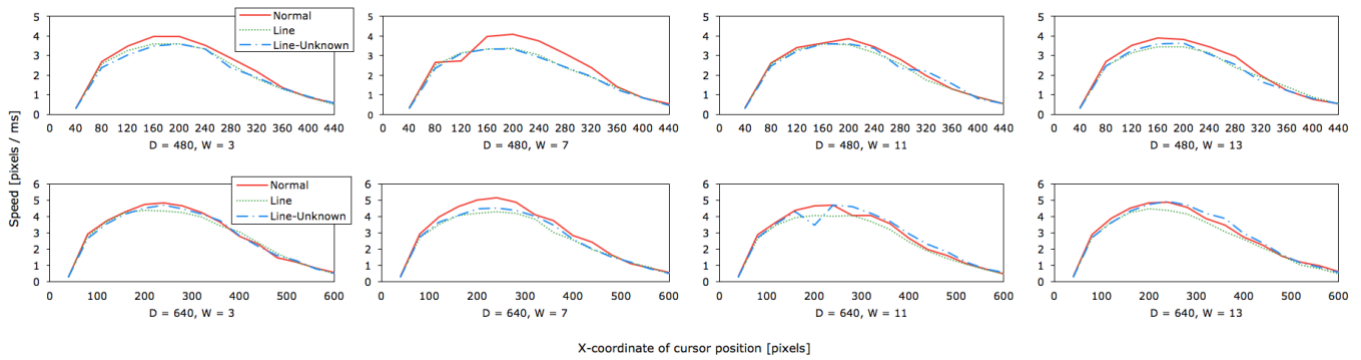 Speed [pixels / ms]
5
4
3
2
1
0
Normal
Line
Line-Unknown
0 40 80 120 160 200 240 280 320 360 400 440
D = 480, W = 3
5
4
3
2
1
0
0 40 80 120 160 200 240 280 320 360 400 440
D = 480, W = 7
5
4
3
2
1
0
0 40 80 120 160 200 240 280 320 360 400 440
D = 480, W = 11
5
4
3
2
1
0
0 40 80 120 160 200 240 280 320 360 400 440
D = 480, W = 13
6
5
4
3
2
1
0
Normal
Line
Line-Unknown
0 100 200 300 400 500 600
D = 640, W = 3
6
5
4
3
2
1
0
0 100 200 300 400 500 600
D = 640, W = 7
6
5
4
3
2
1
0
0 100 200 300 400 500 600
D = 640, W = 11
6
5
4
3
2
1
0
0 100 200 300 400 500 600
D = 640, W = 13
X-coordinate of cursor position [pixels]